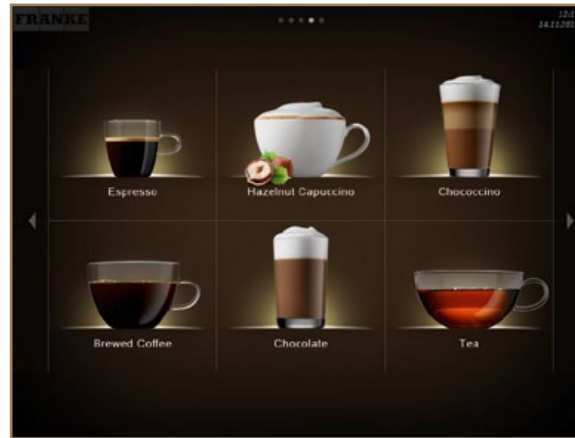 FRANKE
Espresso
Hazelnut Capuccino
Chococcino
Brewed Coffee
Chocolate
Tea